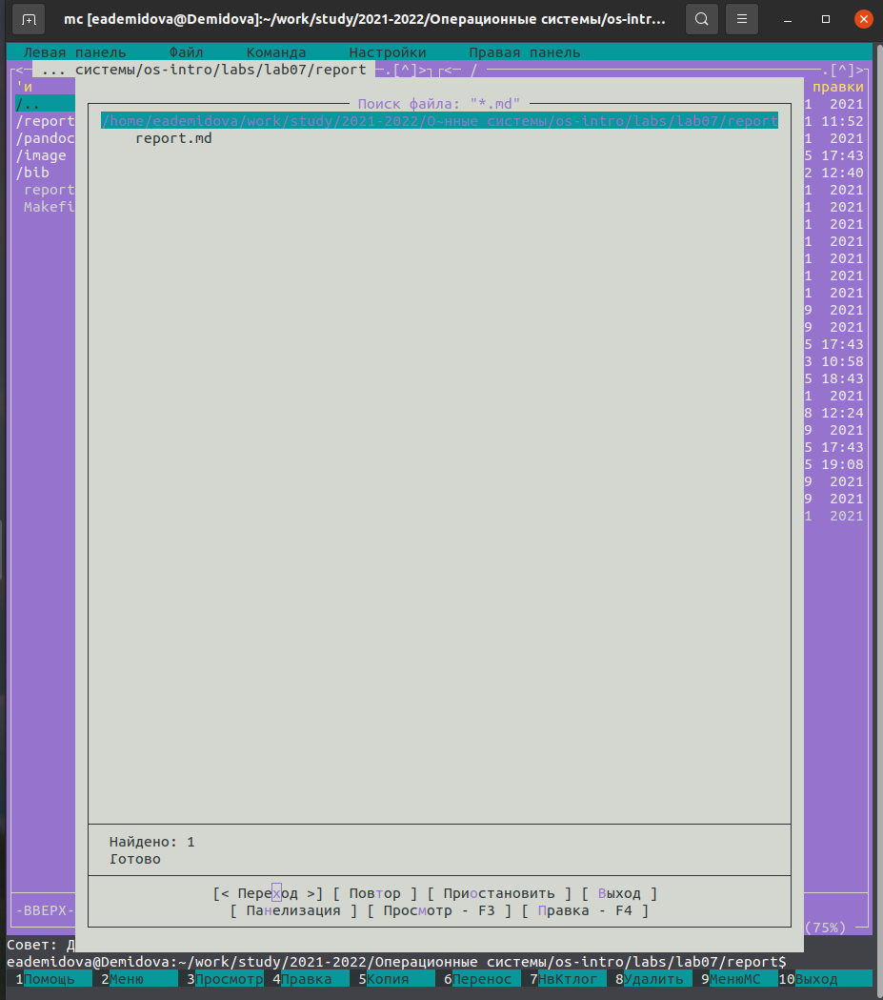 mc [eademidova@Demidova]:~/work/study/2021-2022/Операционные системы/os-intr...
Левая панель Файл Команда Настройки Правая панель
<─ ... системы/os-intro/labs/lab07/report ─.[^]>┐┌<─ / ─.[^]>
'и правки
Поиск файла: "*.md"
/.. 1 2021
/report /home/eademidova/work/study/2021-2022/О~нные системы/os-intro/labs/lab07/report 1 11:52
/pandoc report.md 1 2021
/image 5 17:43
/bib 2 12:40
report 1 2021
Makefi 1 2021
1 2021
1 2021
1 2021
1 2021
1 2021
9 2021
9 2021
5 17:43
3 10:58
5 18:43
1 2021
8 12:24
9 2021
5 17:43
5 19:08
9 2021
9 2021
1 2021
Найдено: 1
Готово
[< Переход >] [ Повтор ] [ Приостановить ] [ Выход ]
-ВВЕРХ- [ Панелизация ] [ Просмотр - F3 ] [ Правка - F4 ]
(75%)
Совет: Д
eademidova@Demidova:~/work/study/2021-2022/Операционные системы/os-intro/labs/lab07/report$
1Помощь 2Меню 3Просмотр 4Правка 5Копия 6Перенос 7НвКтлог 8Удалить 9МенюМС 10Выход